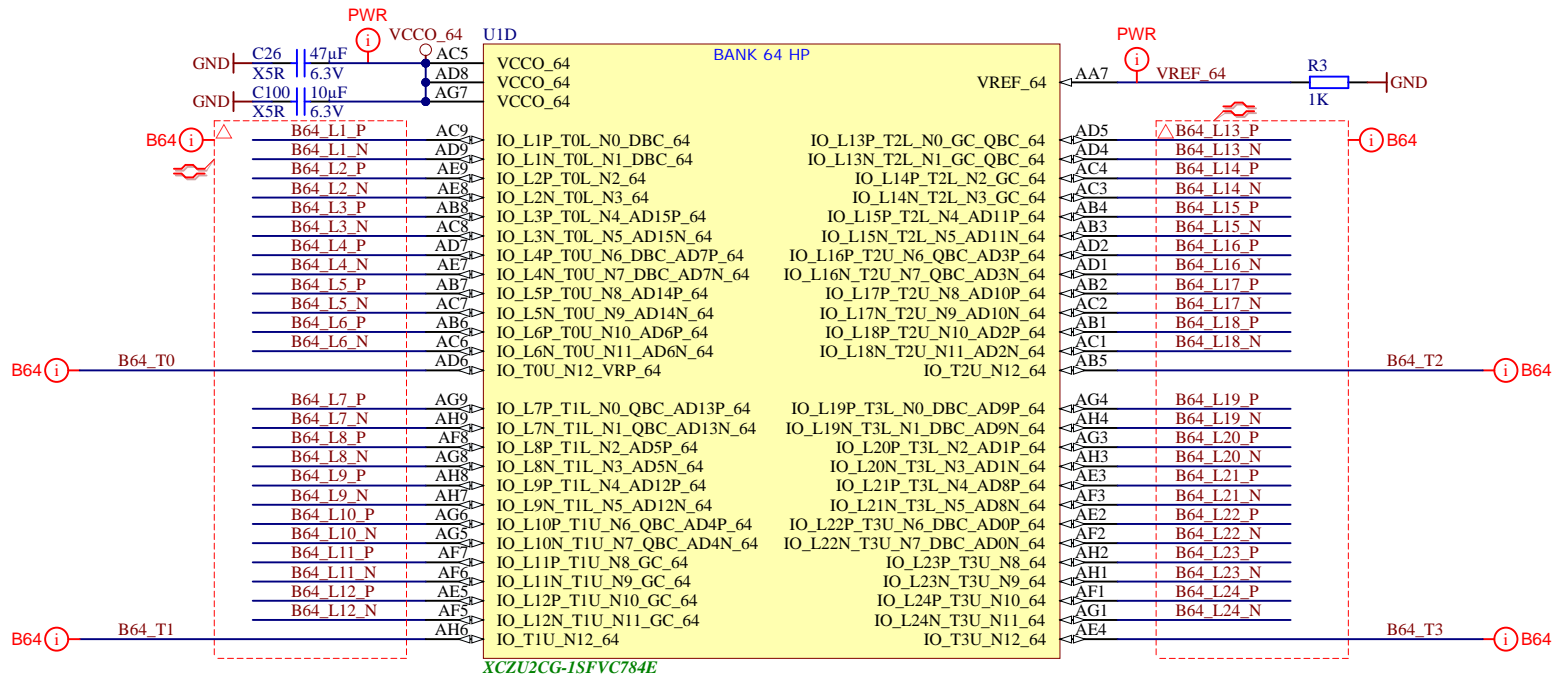 PWR
VCCO_64
U1D
BANK 64 HP
PWR
GND C26 47µF X5R 6.3V
AC5 VCCO_64
AD8 VCCO_64
GND C100 10µF X5R 6.3V
AG7 VCCO_64
VREF_64 AA7 VREF_64 R3 1K GND
B64
B64
B64_L1_P AC9 IO_L1P_T0L_N0_DBC_64 IO_L13P_T2L_N0_GC_QBC_64 AD5 B64_L13_P
B64_L1_N AD9 IO_L1N_T0L_N1_DBC_64 IO_L13N_T2L_N1_GC_QBC_64 AD4 B64_L13_N
B64_L2_P AE9 IO_L2P_T0L_N2_64 IO_L14P_T2L_N2_GC_64 AC4 B64_L14_P
B64_L2_N AE8 IO_L2N_T0L_N3_64 IO_L14N_T2L_N3_GC_64 AC3 B64_L14_N
B64_L3_P AB8 IO_L3P_T0L_N4_AD15P_64 IO_L15P_T2L_N4_AD11P_64 AB4 B64_L15_P
B64_L3_N AC8 IO_L3N_T0L_N5_AD15N_64 IO_L15N_T2L_N5_AD11N_64 AB3 B64_L15_N
B64_L4_P AD7 IO_L4P_T0U_N6_DBC_AD7P_64 IO_L16P_T2U_N6_QBC_AD3P_64 AD2 B64_L16_P
B64_L4_N AE7 IO_L4N_T0U_N7_DBC_AD7N_64 IO_L16N_T2U_N7_QBC_AD3N_64 AD1 B64_L16_N
B64_L5_P AB7 IO_L5P_T0U_N8_AD14P_64 IO_L17P_T2U_N8_AD10P_64 AB2 B64_L17_P
B64_L5_N AC7 IO_L5N_T0U_N9_AD14N_64 IO_L17N_T2U_N9_AD10N_64 AC2 B64_L17_N
B64_L6_P AB6 IO_L6P_T0U_N10_AD6P_64 IO_L18P_T2U_N10_AD2P_64 AB1 B64_L18_P
B64_L6_N AC6 IO_L6N_T0U_N11_AD6N_64 IO_L18N_T2U_N11_AD2N_64 AC1 B64_L18_N
B64 B64_T0 AD6 IO_T0U_N12_VRP_64 IO_T2U_N12_64 AB5 B64_T2 B64
B64_L7_P AG9 IO_L7P_T1L_N0_QBC_AD13P_64 IO_L19P_T3L_N0_DBC_AD9P_64 AG4 B64_L19_P
B64_L7_N AH9 IO_L7N_T1L_N1_QBC_AD13N_64 IO_L19N_T3L_N1_DBC_AD9N_64 AH4 B64_L19_N
B64_L8_P AF8 IO_L8P_T1L_N2_AD5P_64 IO_L20P_T3L_N2_AD1P_64 AG3 B64_L20_P
B64_L8_N AG8 IO_L8N_T1L_N3_AD5N_64 IO_L20N_T3L_N3_AD1N_64 AH3 B64_L20_N
B64_L9_P AH8 IO_L9P_T1L_N4_AD12P_64 IO_L21P_T3L_N4_AD8P_64 AE3 B64_L21_P
B64_L9_N AH7 IO_L9N_T1L_N5_AD12N_64 IO_L21N_T3L_N5_AD8N_64 AF3 B64_L21_N
B64_L10_P AG6 IO_L10P_T1U_N6_QBC_AD4P_64 IO_L22P_T3U_N6_DBC_AD0P_64 AE2 B64_L22_P
B64_L10_N AG5 IO_L10N_T1U_N7_QBC_AD4N_64 IO_L22N_T3U_N7_DBC_AD0N_64 AF2 B64_L22_N
B64_L11_P AF7 IO_L11P_T1U_N8_GC_64 IO_L23P_T3U_N8_64 AH2 B64_L23_P
B64_L11_N AF6 IO_L11N_T1U_N9_GC_64 IO_L23N_T3U_N9_64 AH1 B64_L23_N
B64_L12_P AE5 IO_L12P_T1U_N10_GC_64 IO_L24P_T3U_N10_64 AF1 B64_L24_P
B64_L12_N AF5 IO_L12N_T1U_N11_GC_64 IO_L24N_T3U_N11_64 AG1 B64_L24_N
B64 B64_T1 AH6 IO_T1U_N12_64 IO_T3U_N12_64 AE4 B64_T3 B64
XCZU2CG-1SFVC784E